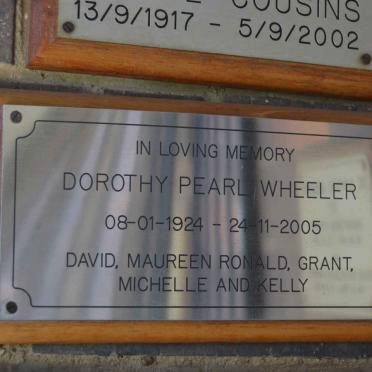 COUSINS
13/9/1917 - 5/9/2002
IN LOVING MEMORY
DOROTHY PEARL WHEELER
08-01-1924 - 24-11-2005
DAVID, MAUREEN RONALD, GRANT,
MICHELLE AND KELLY